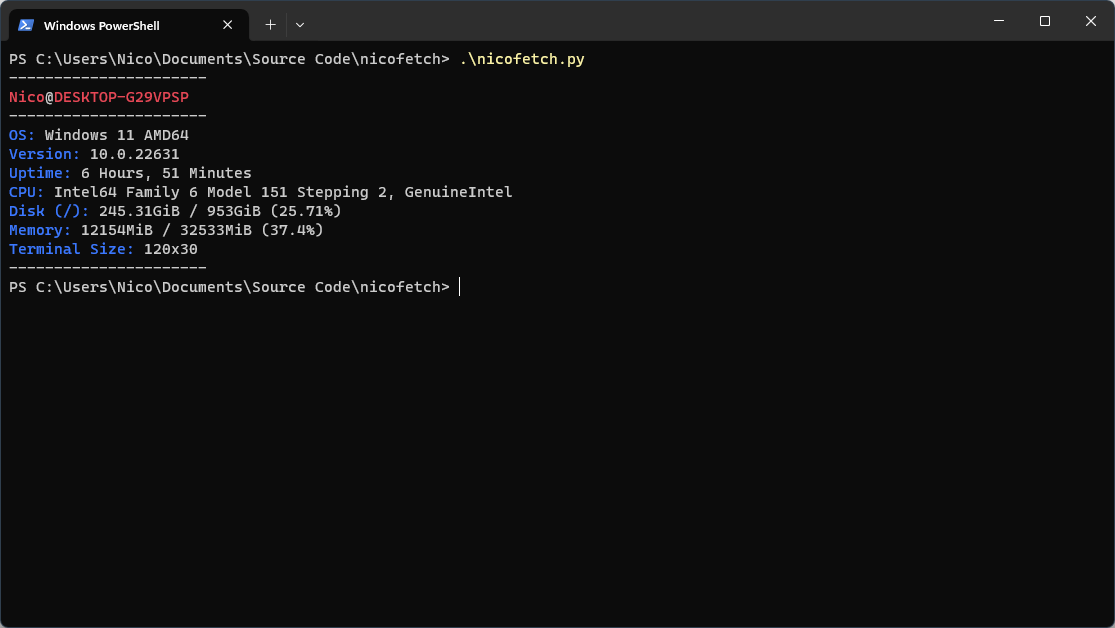 Windows PowerShell
PS C:\Users\Nico\Documents\Source Code\nicofetch> .\nicofetch.py
----------------------
Nico@DESKTOP-G29VPSP
----------------------
OS: Windows 11 AMD64
Version: 10.0.22631
Uptime: 6 Hours, 51 Minutes
CPU: Intel64 Family 6 Model 151 Stepping 2, GenuineIntel
Disk (/): 245.31GiB / 953GiB (25.71%)
Memory: 12154MiB / 32533MiB (37.4%)
Terminal Size: 120x30
----------------------
PS C:\Users\Nico\Documents\Source Code\nicofetch>